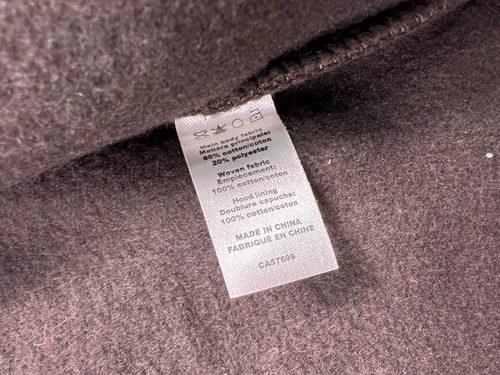 Main body fabric
Matière principale:
80% cotton/coton
20% polyester
Woven fabric
Empiècement:
100% cotton/coton
Hood lining
Doublure capuche:
100% cotton/coton
MADE IN CHINA
FABRIQUÉ EN CHINE
CA57699